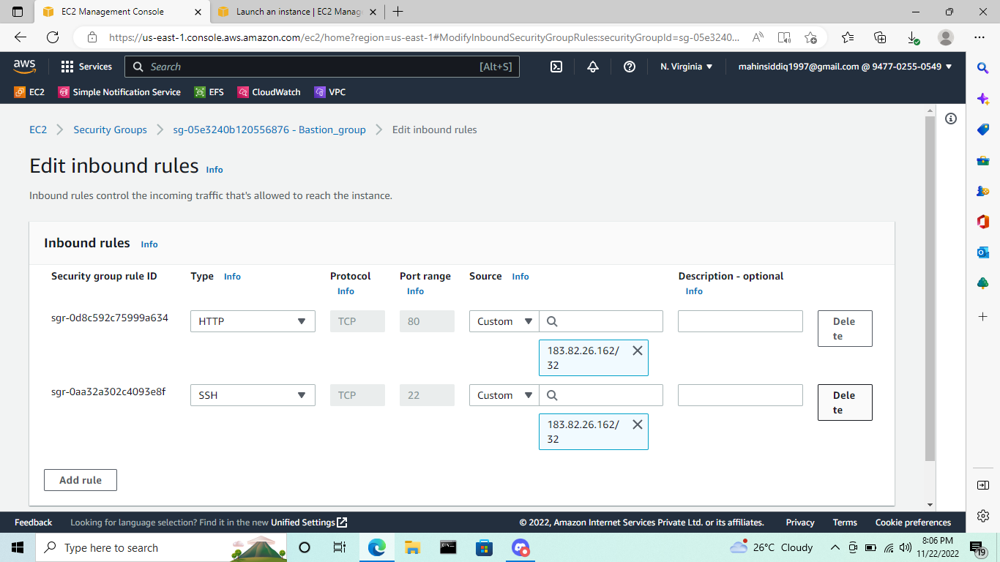 EC2 Management Console
Launch an instance | EC2 Manag
https://us-east-1.console.aws.amazon.com/ec2/home?region=us-east-1#ModifyInboundSecurityGroupRules:securityGroupId=sg-05e3240...
aws
Services
Search
[Alt+S]
N. Virginia
mahinsiddiq1997@gmail.com @ 9477-0255-0549
EC2
Simple Notification Service
EFS
CloudWatch
VPC
EC2
Security Groups
sg-05e3240b120556876 - Bastion_group
Edit inbound rules
Edit inbound rules Info
Inbound rules control the incoming traffic that's allowed to reach the instance.
Inbound rules Info
Security group rule ID
Type Info
Protocol
Info
Port range
Info
Source Info
Description - optional
Info
sgr-0d8c592c75999a634
HTTP
TCP
80
Custom
183.82.26.162/
32
Dele
te
sgr-0aa32a302c4093e8f
SSH
TCP
22
Custom
183.82.26.162/
32
Dele
te
Add rule
Feedback
Looking for language selection? Find it in the new Unified Settings
© 2022, Amazon Internet Services Private Ltd. or its affiliates.
Privacy
Terms
Cookie preferences
Type here to search
26°C Cloudy
8:06 PM
11/22/2022
19